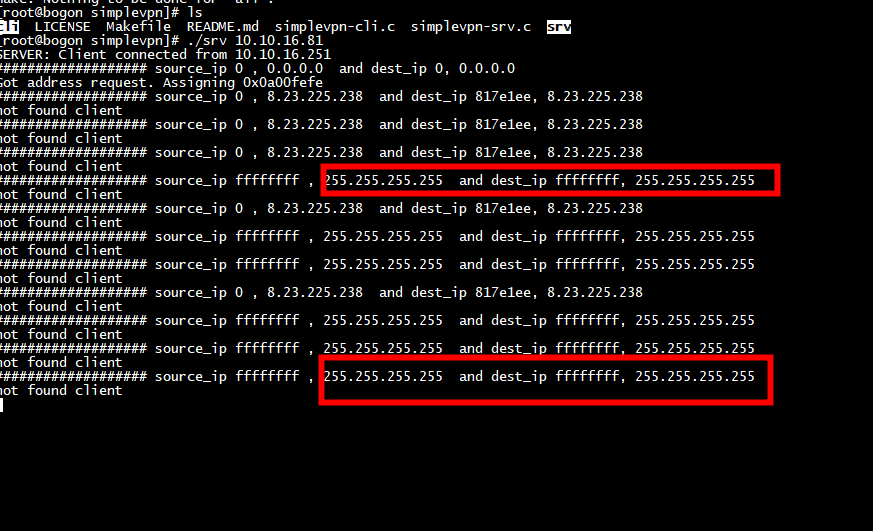 make: Nothing to be done for `all'.
[root@bogon simplevpn]# ls
cli LICENSE Makefile README.md simplevpn-cli.c simplevpn-srv.c srv
[root@bogon simplevpn]# ./srv 10.10.16.81
SERVER: Client connected from 10.10.16.251
################### source_ip 0 , 0.0.0.0  and dest_ip 0, 0.0.0.0
Got address request. Assigning 0x0a00fefe
################### source_ip 0 , 8.23.225.238  and dest_ip 817e1ee, 8.23.225.238
not found client
################### source_ip 0 , 8.23.225.238  and dest_ip 817e1ee, 8.23.225.238
not found client
################### source_ip 0 , 8.23.225.238  and dest_ip 817e1ee, 8.23.225.238
not found client
################### source_ip ffffffff , 255.255.255.255  and dest_ip ffffffff, 255.255.255.255
not found client
################### source_ip 0 , 8.23.225.238  and dest_ip 817e1ee, 8.23.225.238
not found client
################### source_ip ffffffff , 255.255.255.255  and dest_ip ffffffff, 255.255.255.255
not found client
################### source_ip ffffffff , 255.255.255.255  and dest_ip ffffffff, 255.255.255.255
not found client
################### source_ip 0 , 8.23.225.238  and dest_ip 817e1ee, 8.23.225.238
not found client
################### source_ip ffffffff , 255.255.255.255  and dest_ip ffffffff, 255.255.255.255
not found client
################### source_ip ffffffff , 255.255.255.255  and dest_ip ffffffff, 255.255.255.255
not found client
################### source_ip ffffffff , 255.255.255.255  and dest_ip ffffffff, 255.255.255.255
not found client